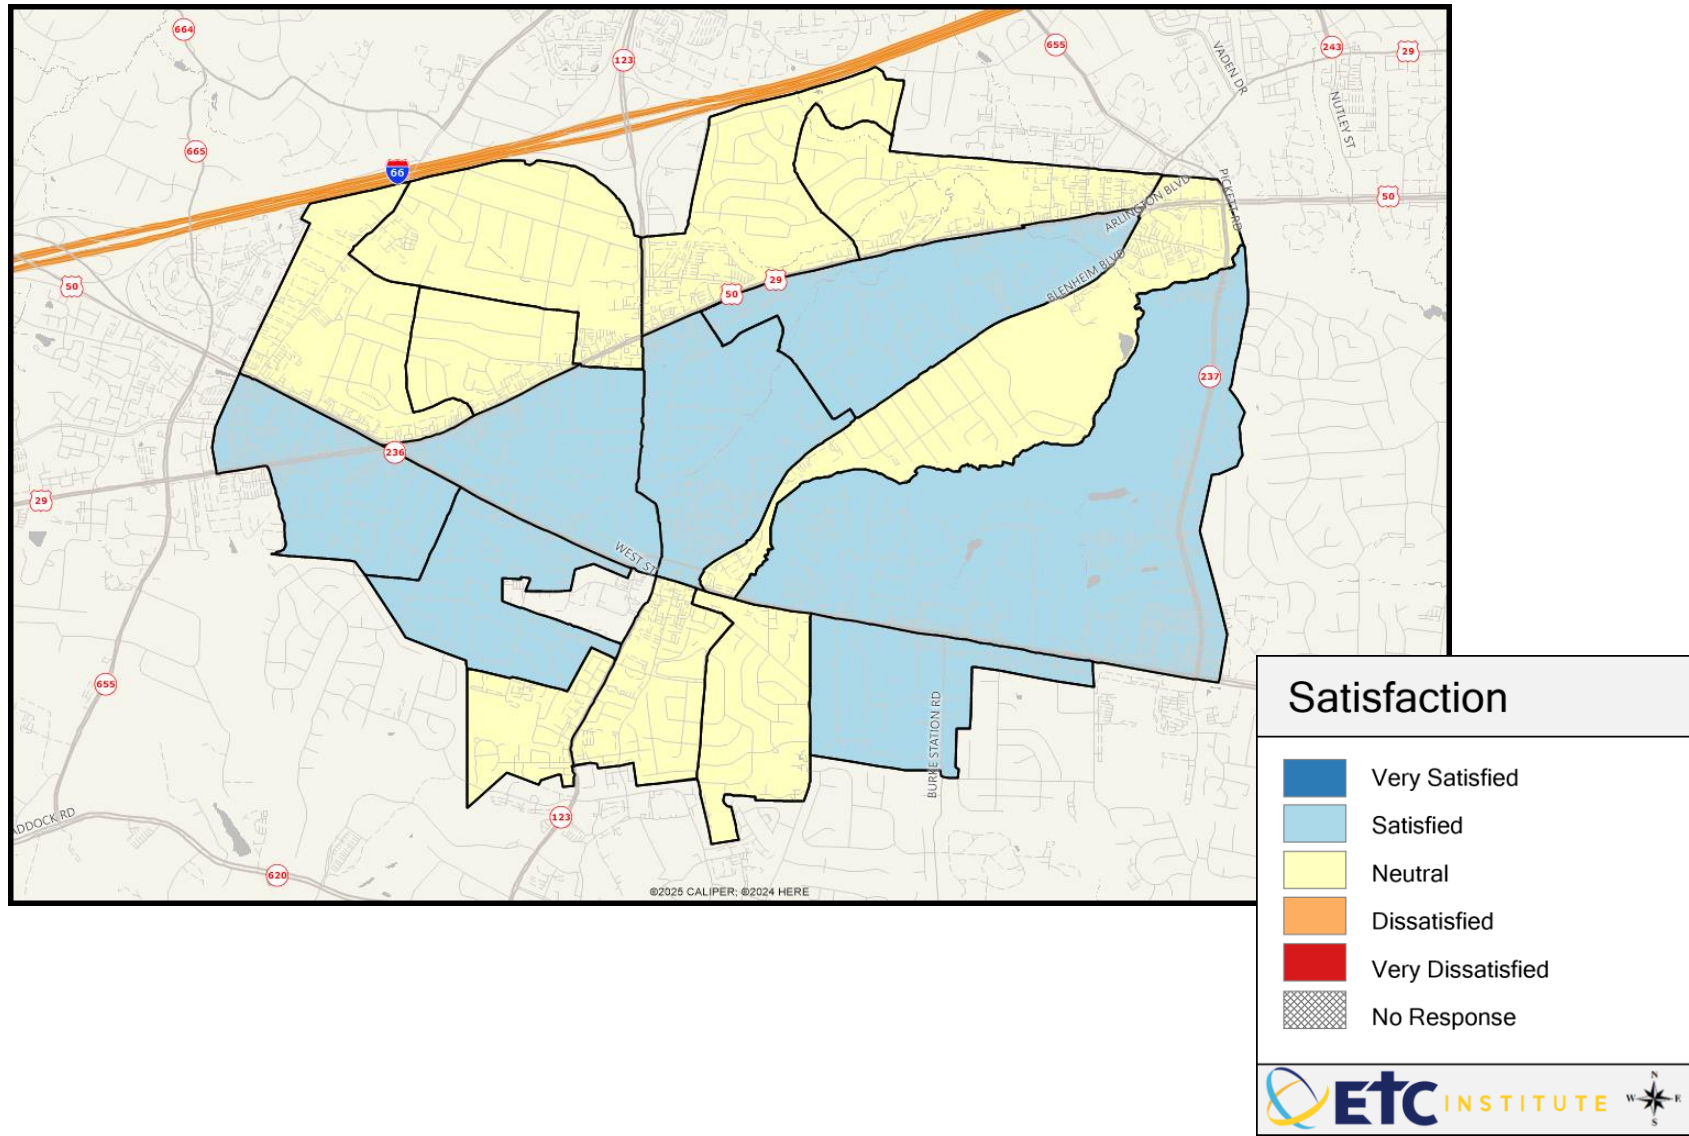 664
123
655
243
29
VADEN DR
NUTLEY ST
665
66
PICKETT RD
50
ARLINGTON BLVD
50
29
50
BLENHEIM BLVD
237
236
29
WEST ST
655
BURKE STATION RD
123
ADDOCK RD
620
©2025 CALIPER; ©2024 HERE
Satisfaction
Very Satisfied
Satisfied
Neutral
Dissatisfied
Very Dissatisfied
No Response
ETC INSTITUTE
N
W E
S